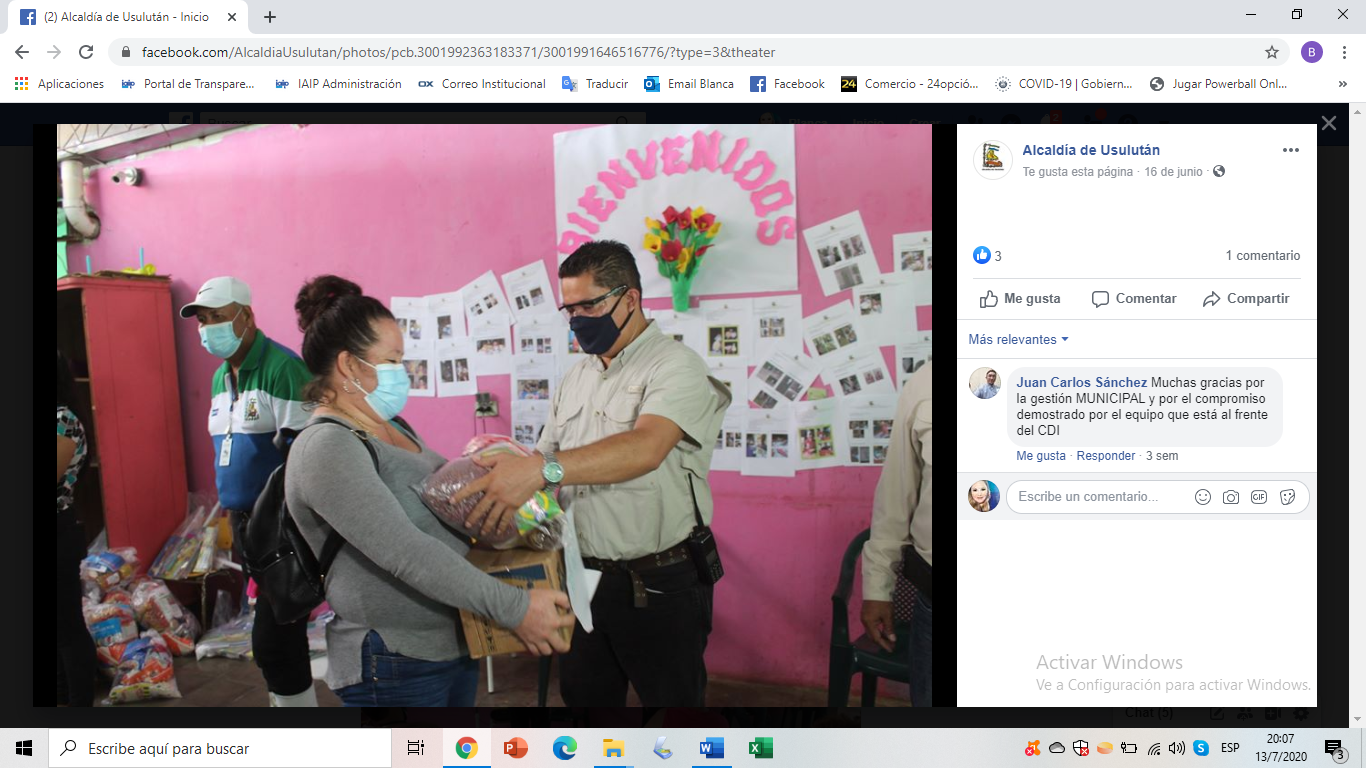 (2) Alcaldía de Usulután - Inicio
facebook.com/AlcaldiaUsulutan/photos/pcb.3001992363183371/3001991646516776/?type=3&theater
B
Aplicaciones
Portal de Transpare...
IAIP Administración
Correo Institucional
Traducir
Email Blanca
Facebook
24
Comercio - 24opció...
COVID-19 | Gobiern...
Jugar Powerball Onl...
»
BIENVENIDOS
Alcaldía de Usulután
Te gusta esta página · 16 de junio ·
3
1 comentario
Me gusta
Comentar
Compartir
Más relevantes
Juan Carlos Sánchez Muchas gracias por
la gestión MUNICIPAL y por el compromiso
demostrado por el equipo que está al frente
del CDI
Me gusta · Responder · 3 sem
Escribe un comentario...
GIF
Activar Windows
Ve a Configuración para activar Windows.
Chat (5)
Escribe aquí para buscar
ESP
20:07
13/7/2020
3